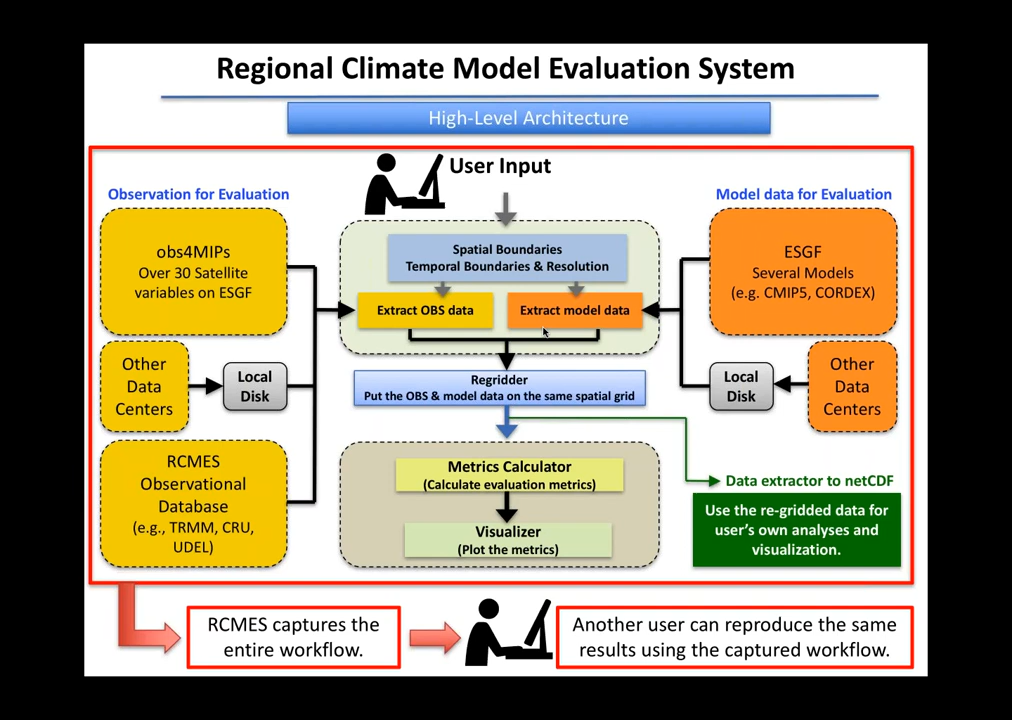 Regional Climate Model Evaluation System
High-Level Architecture
User Input
Observation for Evaluation
obs4MIPs
Over 30 Satellite
variables on ESGF
Other
Data
Centers
Local
Disk
RCMES
Observational
Database
(e.g., TRMM, CRU,
UDEL)
Spatial Boundaries
Temporal Boundaries & Resolution
Extract OBS data
Extract model data
Regridder
Put the OBS & model data on the same spatial grid
Metrics Calculator
(Calculate evaluation metrics)
Visualizer
(Plot the metrics)
Model data for Evaluation
ESGF
Several Models
(e.g. CMIP5, CORDEX)
Local
Disk
Other
Data
Centers
Data extractor to netCDF
Use the re-gridded data for
user's own analyses and
visualization.
RCMES captures the
entire workflow.
Another user can reproduce the same
results using the captured workflow.